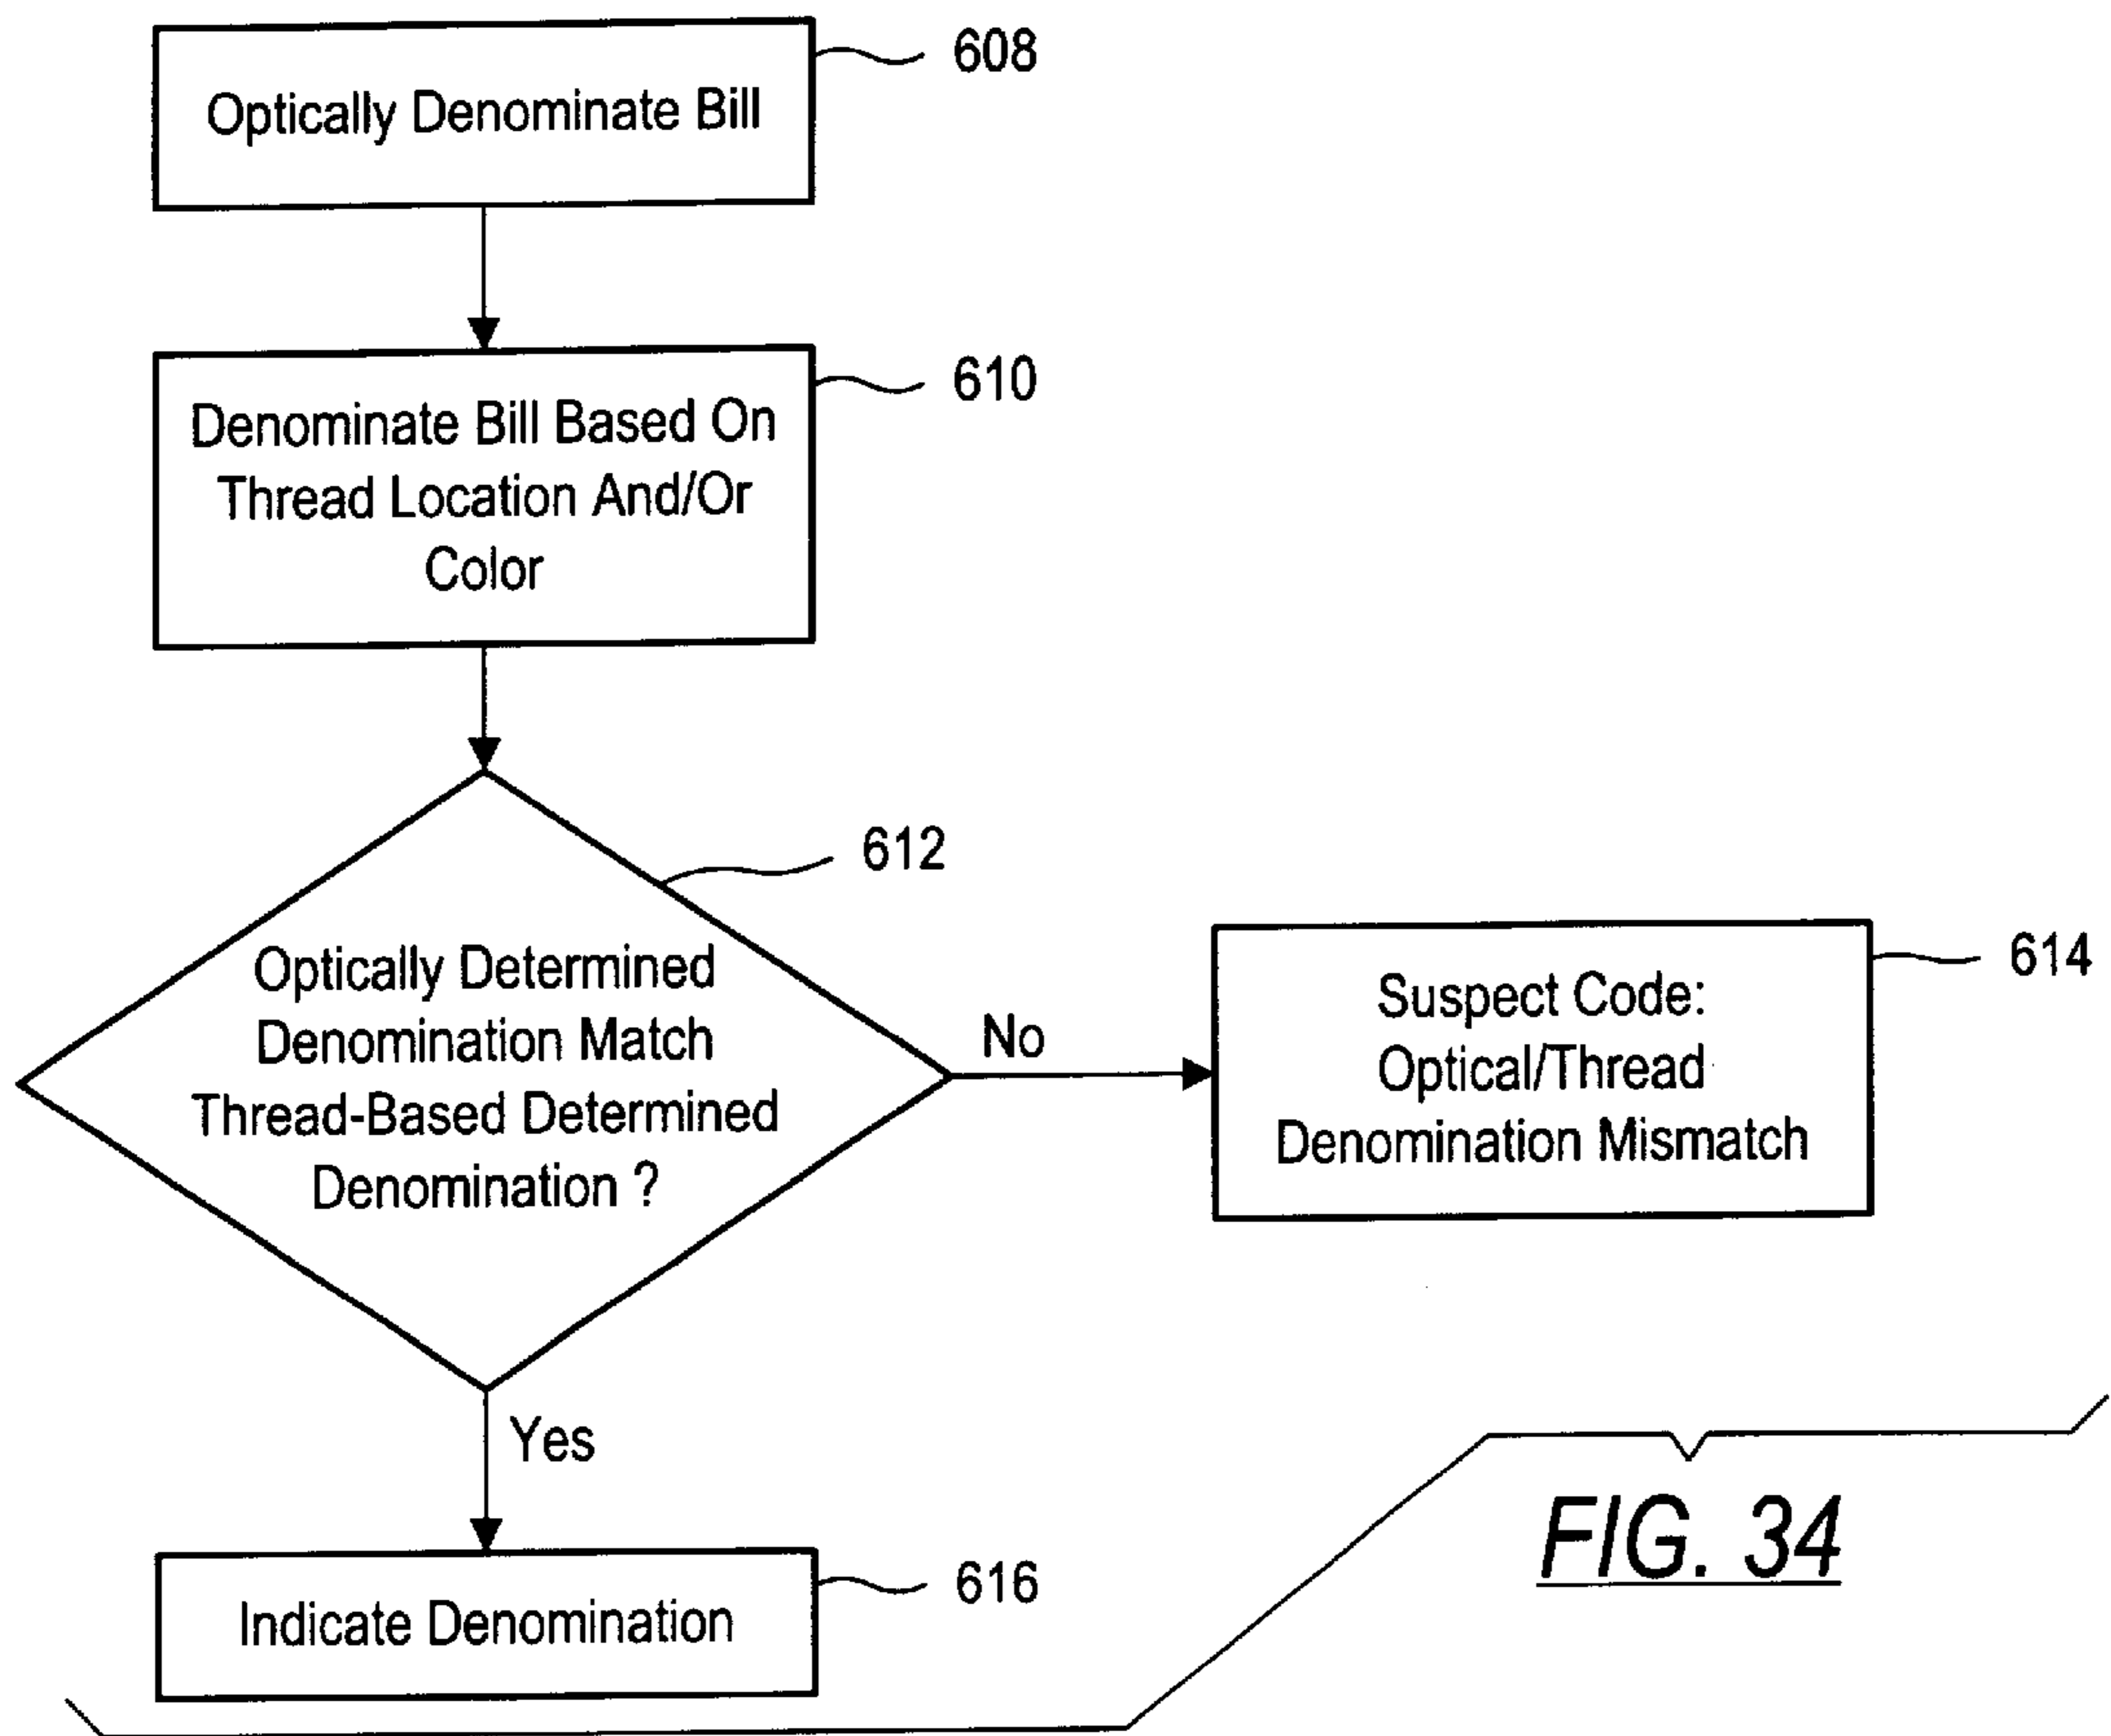 608
Optically Denominate Bill
610
Denominate Bill Based On
Thread Location And/Or
Color
612
Optically Determined
Denomination Match
Thread-Based Determined
Denomination ?
No
614
Suspect Code:
Optical/Thread
Denomination Mismatch
Yes
616
Indicate Denomination
FIG. 34